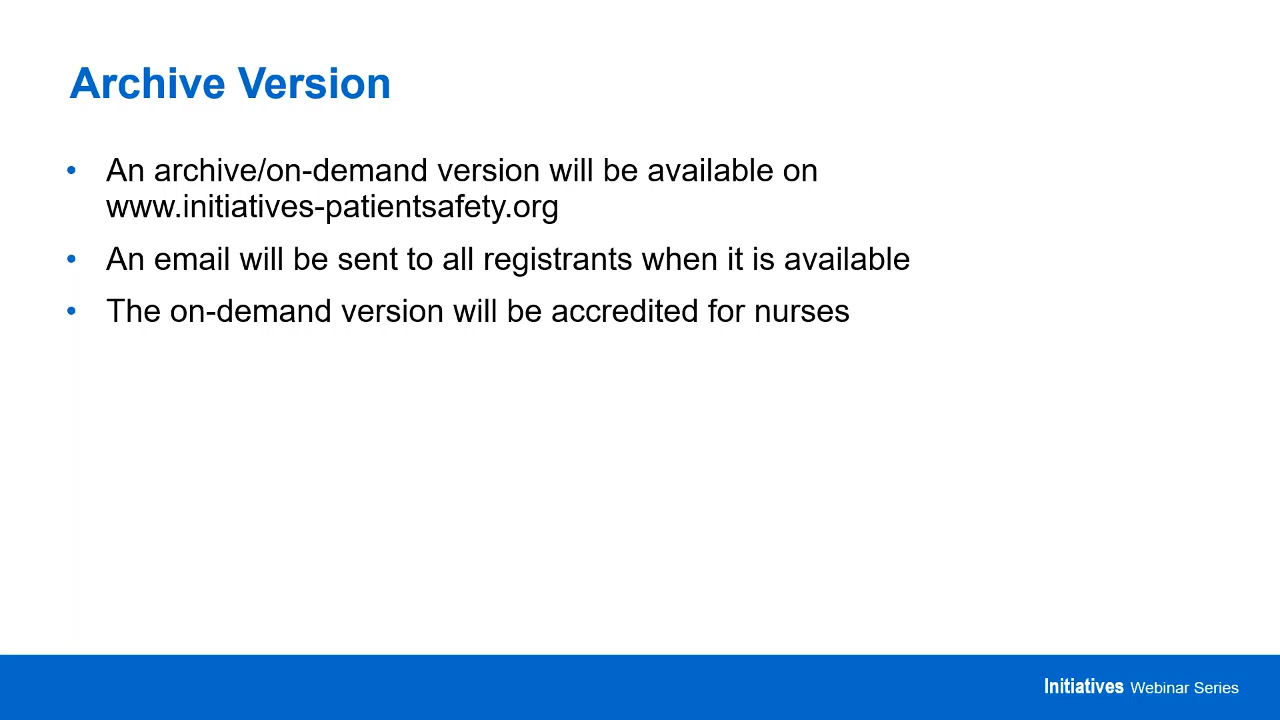 Archive Version
• An archive/on-demand version will be available on
www.initiatives-patientsafety.org
• An email will be sent to all registrants when it is available
• The on-demand version will be accredited for nurses
Initiatives Webinar Series